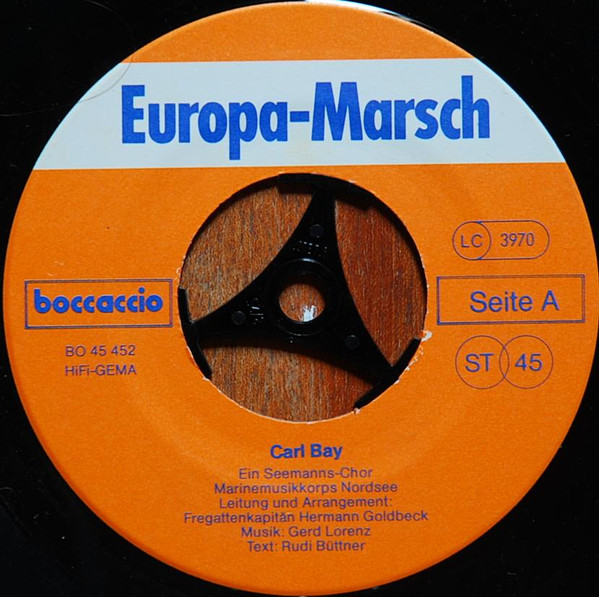 Europa-Marsch
LC 3970
boccaccio
Seite A
BO 45 452
HiFi-GEMA
ST 45
Carl Bay
Ein Seemanns-Chor
Marinemusikkorps Nordsee
Leitung und Arrangement:
Fregattenkapitän Hermann Goldbeck
Musik: Gerd Lorenz
Text: Rudi Büttner